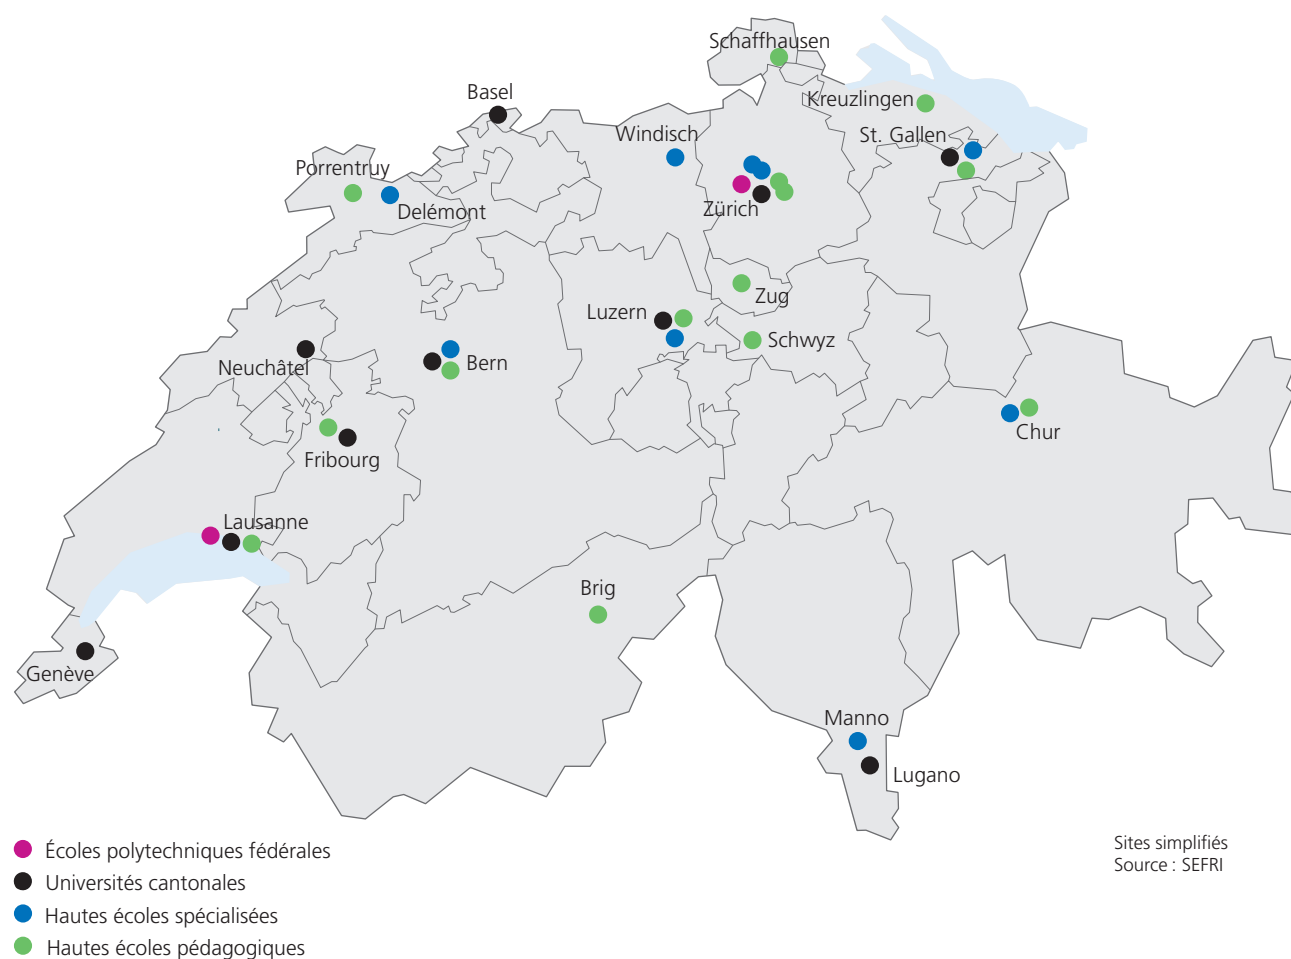 Schaffhausen
Basel
Kreuzlingen
Windisch
St. Gallen
Porrentruy
Delémont
Zürich
Zug
Luzern
Schwyz
Neuchâtel
Bern
Chur
Fribourg
Lausanne
Brig
Genève
Manno
Lugano
Écoles polytechniques fédérales
Universités cantonales
Hautes écoles spécialisées
Hautes écoles pédagogiques
Sites simplifiés
Source : SEFRI